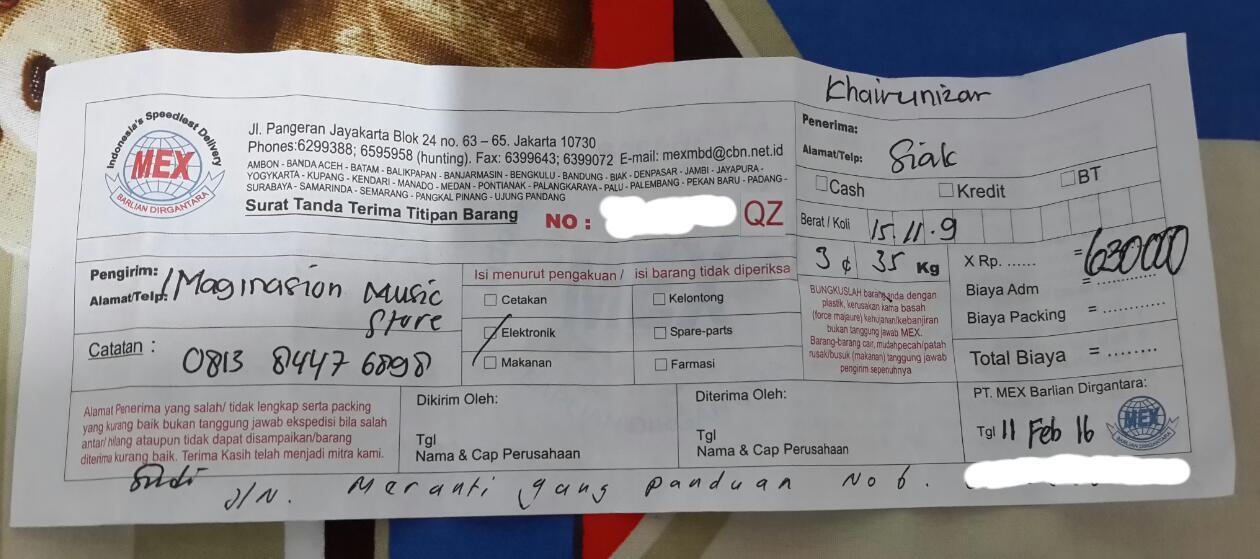 Khairunizar
Indonesia's Speediest Delivery
MEX
BARLIAN DIRGANTARA
Jl. Pangeran Jayakarta Blok 24 no. 63 – 65. Jakarta 10730
Phones:6299388; 6595958 (hunting). Fax: 6399643; 6399072 E-mail: mexmbd@cbn.net.id
AMBON - BANDA ACEH - BATAM - BALIKPAPAN - BANJARMASIN - BENGKULU - BANDUNG - BIAK - DENPASAR - JAMBI - JAYAPURA -
YOGYAKARTA - KUPANG - KENDARI - MANADO - MEDAN - PONTIANAK - PALANGKARAYA - PALU - PALEMBANG - PEKAN BARU - PADANG -
SURABAYA - SAMARINDA - SEMARANG - PANGKAL PINANG - UJUNG PANDANG
Surat Tanda Terima Titipan Barang NO : QZ
Penerima:
Alamat/Telp: Siak
Cash Kredit BT
Berat / Koli 15.11.9
3 ¢ 35 Kg
X Rp. ...... = 630000
Biaya Adm = ............
Biaya Packing = ...........
Total Biaya = ........
Pengirim:
Alamat/Telp: IMaginasion Music
Store
Catatan : 0813 8447 6898
Isi menurut pengakuan / isi barang tidak diperiksa
Cetakan Kelontong
Elektronik Spare-parts
Makanan Farmasi
BUNGKUSLAH barang anda dengan
plastik, kerusakan karna basah
(force majaure) kehujanan/kebanjiran
bukan tanggung jawab MEX.
Barang-barang cair, mudahpecah/patah
rusak/busuk (makanan) tanggung jawab
pengirim sepenuhnya
Alamat Penerima yang salah/ tidak lengkap serta packing
yang kurang baik bukan tanggung jawab ekspedisi bila salah
antar/ hilang ataupun tidak dapat disampaikan/barang
diterima kurang baik. Terima Kasih telah menjadi mitra kami.
Dikirim Oleh:
Tgl
Nama & Cap Perusahaan
Diterima Oleh:
Tgl
Nama & Cap Perusahaan
PT. MEX Barlian Dirgantara:
Tgl 11 Feb 16
MEX
BARLIAN DIRGANTARA
J/N. Meranti gang panduan No 6.